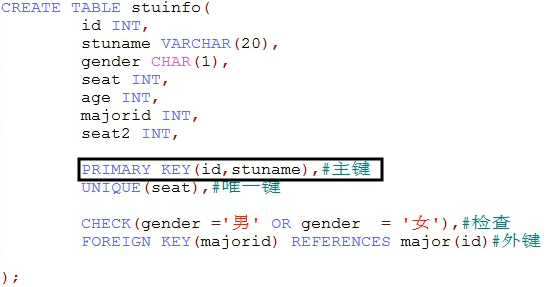 CREATE TABLE stuinfo(
id INT,
stuname VARCHAR(20),
gender CHAR(1),
seat INT,
age INT,
majorid INT,
seat2 INT,
PRIMARY KEY(id,stuname),#主键
UNIQUE(seat),#唯一键
CHECK(gender ='男' OR gender  = '女'),#检查
FOREIGN KEY(majorid) REFERENCES major(id)#外键
);